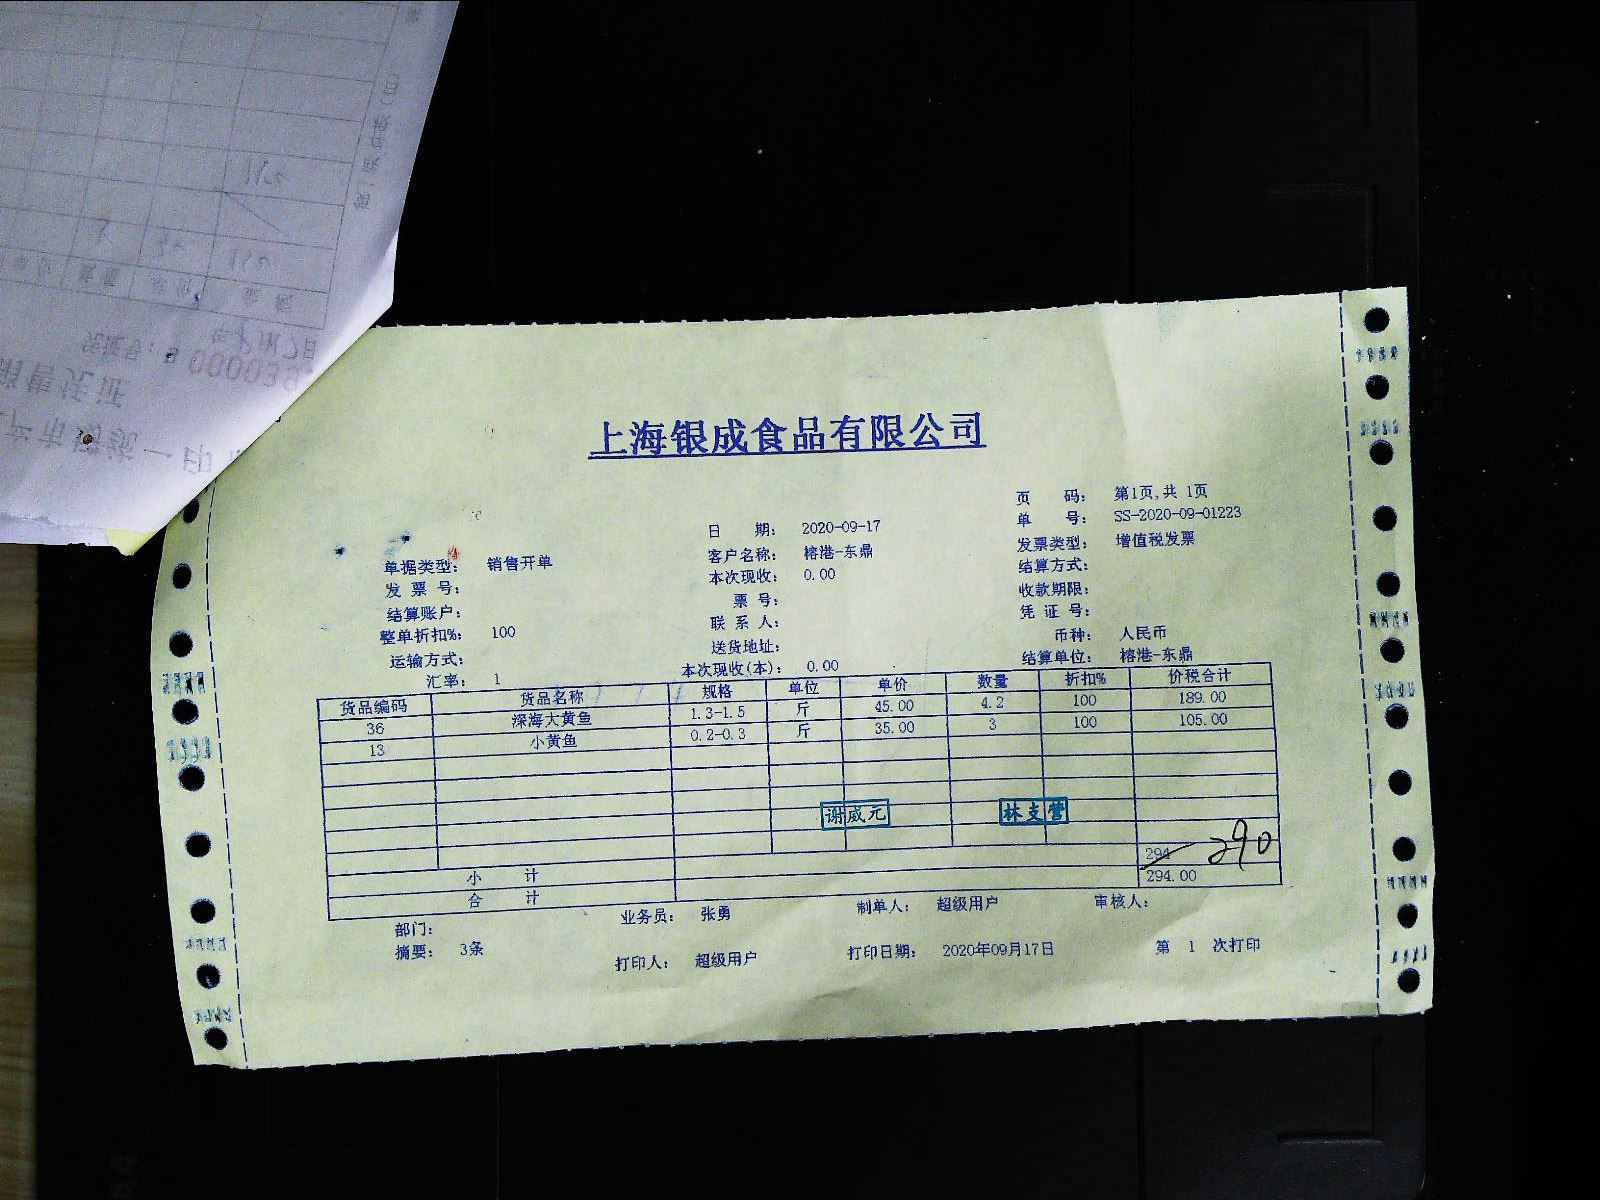 上海银成食品有限公司
页 码: 第1页,共 1页
日 期: 2020-09-17 单 号: SS-2020-09-01223
单据类型: 销售开单 客户名称: 榕港-东鼎 发票类型: 增值税发票
发 票 号: 本次现收: 0.00 结算方式:
结算账户: 票 号: 收款期限:
整单折扣%: 100 联 系 人: 凭 证 号:
运输方式: 送货地址: 币种: 人民币
汇率: 1 本次现收(本): 0.00 结算单位: 榕港-东鼎
货品编码 货品名称 规格 单位 单价 数量 折扣% 价税合计
36 深海大黄鱼 1.3-1.5 斤 45.00 4.2 100 189.00
13 小黄鱼 0.2-0.3 斤 35.00 3 100 105.00
谢威元 林支营
小 计 294 290
合 计 294.00
部门: 业务员: 张勇 制单人: 超级用户 审核人:
摘要: 3条 打印人: 超级用户 打印日期: 2020年09月17日 第 1 次打印